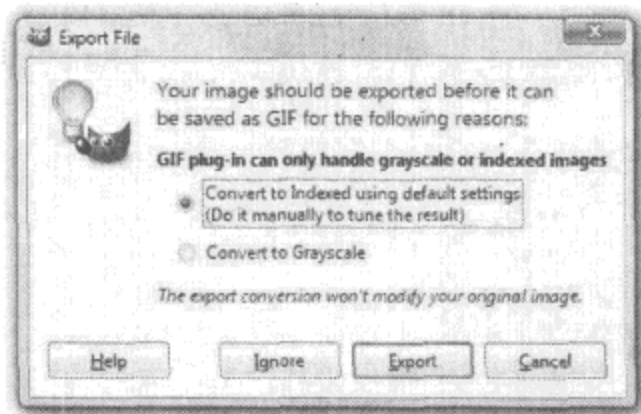 Export File
Your image should be exported before it can
be saved as GIF for the following reasons:
GIF plug-in can only handle grayscale or indexed images
Convert to Indexed using default settings
(Do it manually to tune the result)
Convert to Grayscale
The export conversion won't modify your original image.
Help Ignore Export Cancel